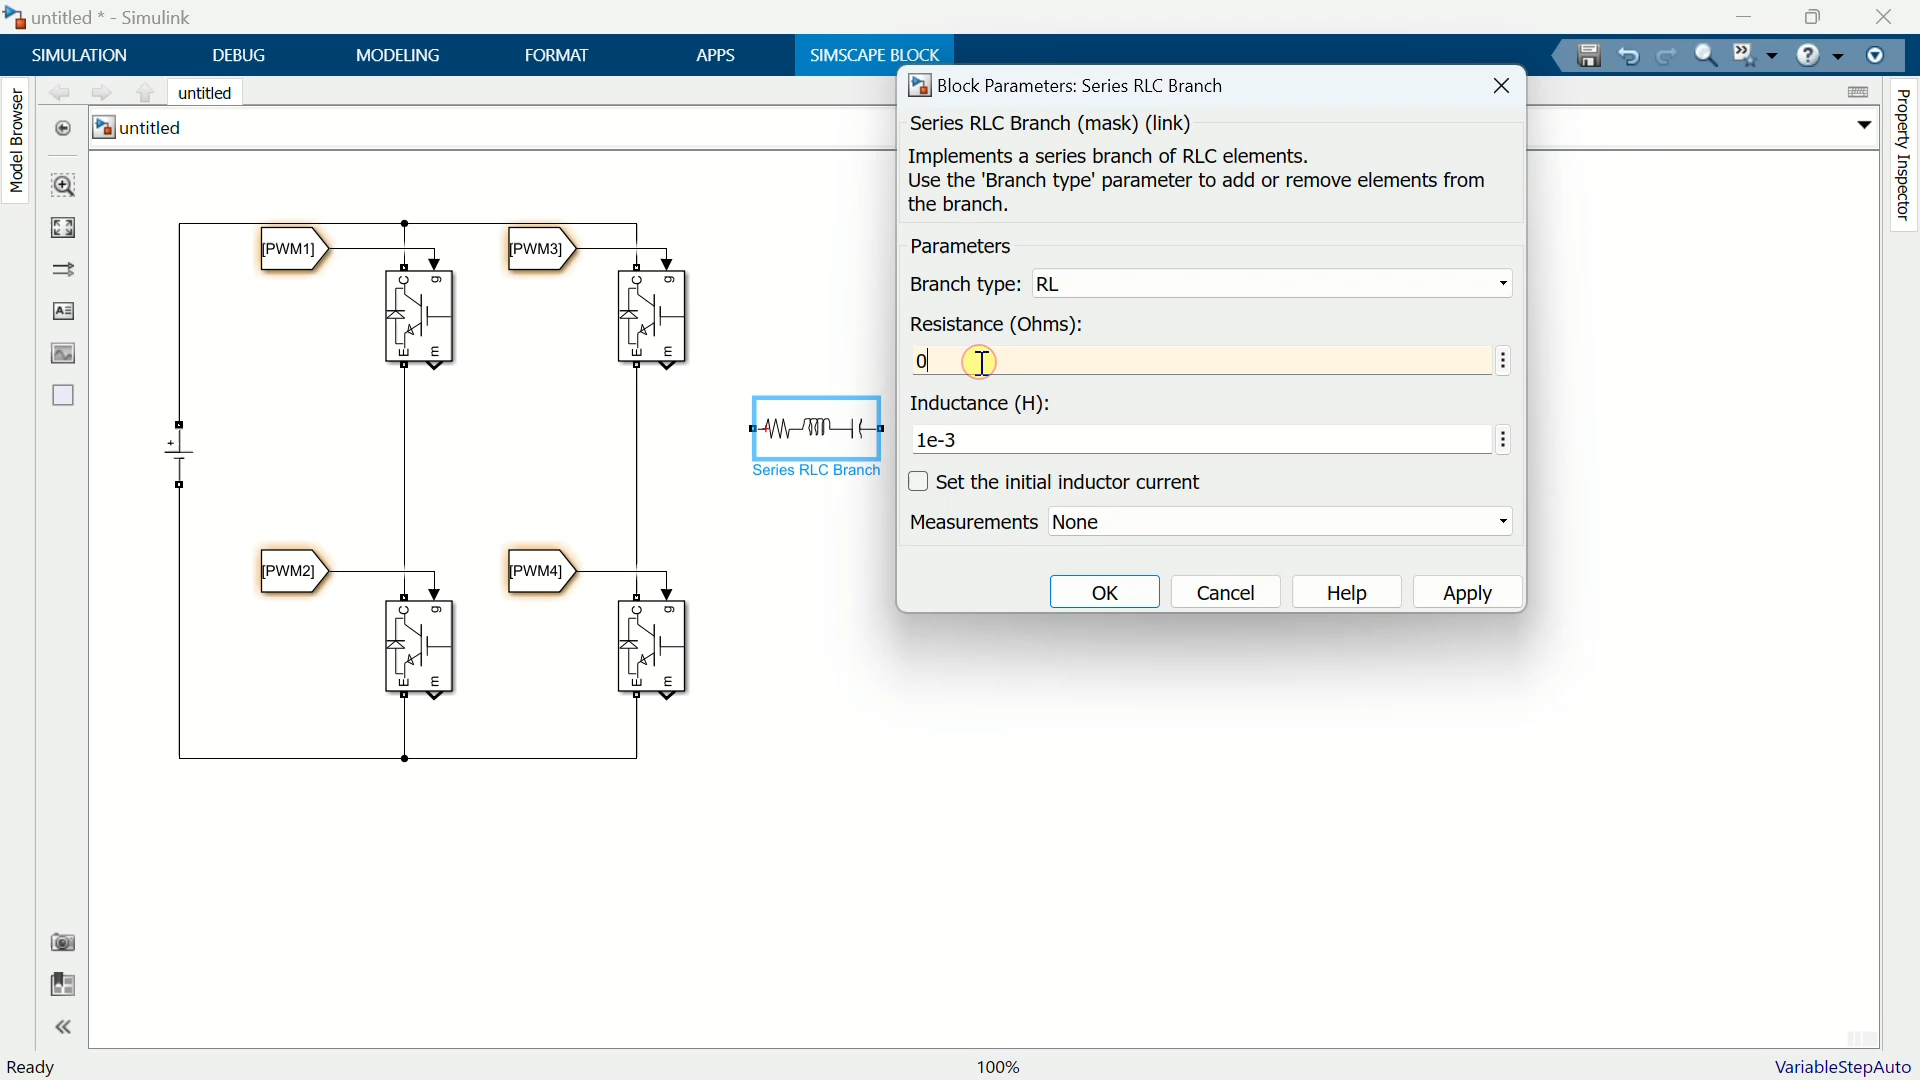 untitled * - Simulink
SIMULATION DEBUG MODELING FORMAT APPS SIMSCAPE BLOCK
untitled
untitled
Model Browser
Property Inspector
Block Parameters: Series RLC Branch
Series RLC Branch (mask) (link)
Implements a series branch of RLC elements.
Use the 'Branch type' parameter to add or remove elements from
the branch.
Parameters
Branch type: RL
Resistance (Ohms):
0
Inductance (H):
1e-3
Set the initial inductor current
Measurements None
OK Cancel Help Apply
[PWM1] [PWM3]
C g C g
E m E m
+
Series RLC Branch
[PWM2] [PWM4]
C g C g
E m E m
Ready 100% VariableStepAuto